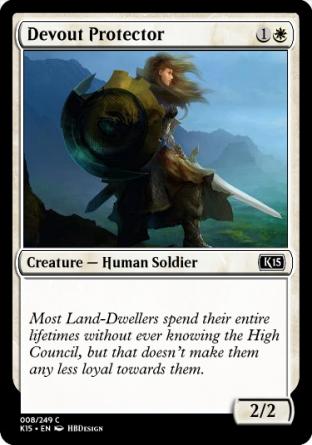 Devout Protector 1
Creature — Human Soldier K15
Most Land-Dwellers spend their entire
lifetimes without ever knowing the High
Council, but that doesn't make them
any less loyal towards them.
2/2
008/249 C
K15 • EN HBDesign